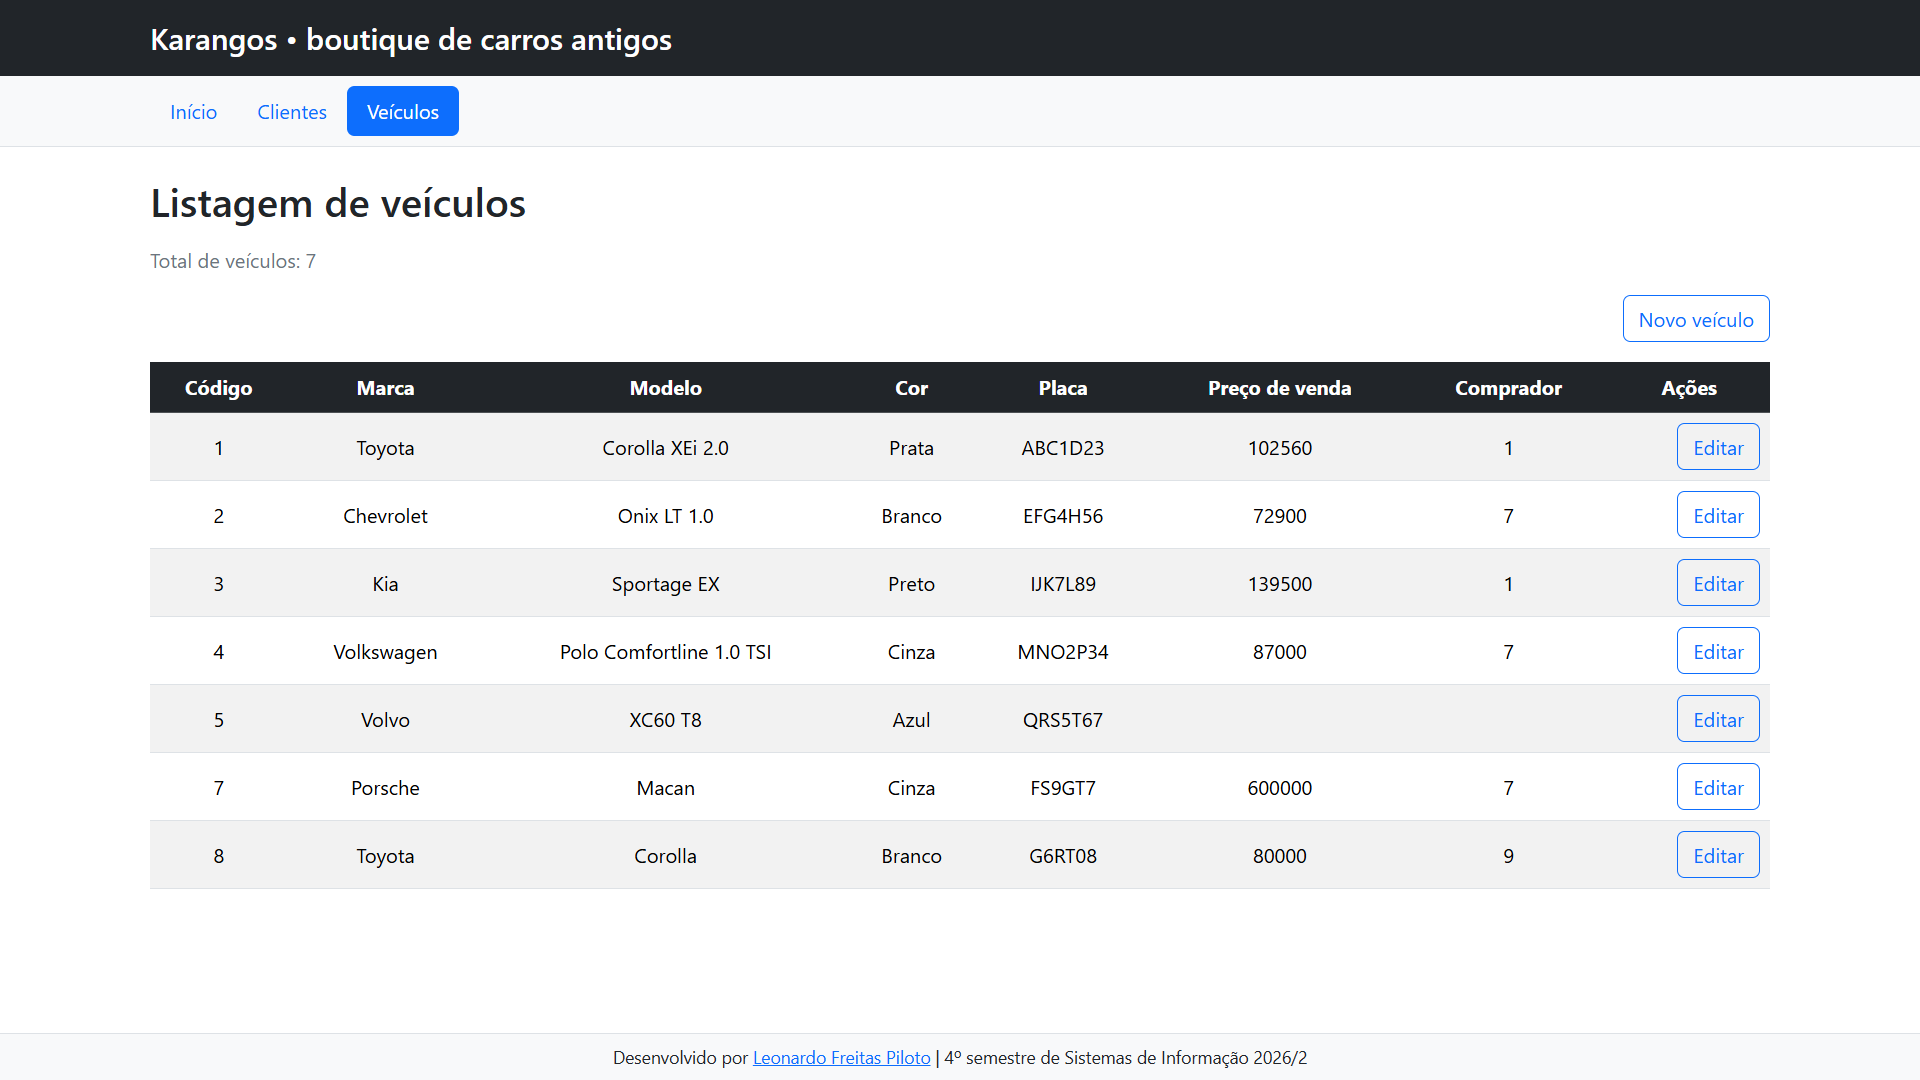 Karangos • boutique de carros antigos
Início Clientes Veículos
Listagem de veículos
Total de veículos: 7
Novo veículo
Código Marca Modelo Cor Placa Preço de venda Comprador Ações
1 Toyota Corolla XEi 2.0 Prata ABC1D23 102560 1 Editar
2 Chevrolet Onix LT 1.0 Branco EFG4H56 72900 7 Editar
3 Kia Sportage EX Preto IJK7L89 139500 1 Editar
4 Volkswagen Polo Comfortline 1.0 TSI Cinza MNO2P34 87000 7 Editar
5 Volvo XC60 T8 Azul QRS5T67 Editar
7 Porsche Macan Cinza FS9GT7 600000 7 Editar
8 Toyota Corolla Branco G6RT08 80000 9 Editar
Desenvolvido por Leonardo Freitas Piloto | 4º semestre de Sistemas de Informação 2026/2